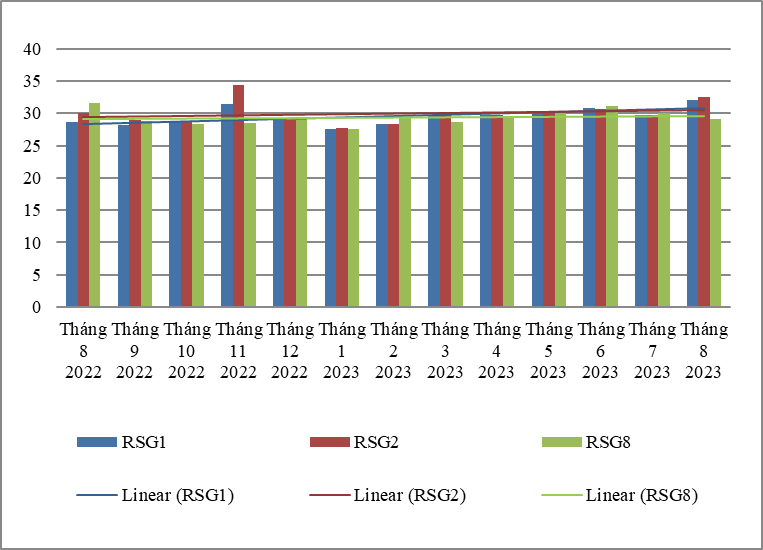 40
35
30
25
20
15
10
5
0
Tháng Tháng Tháng Tháng Tháng Tháng Tháng Tháng Tháng Tháng Tháng Tháng Tháng
8 9 10 11 12 1 2 3 4 5 6 7 8
2022 2022 2022 2022 2022 2023 2023 2023 2023 2023 2023 2023 2023
RSG1 RSG2 RSG8
Linear (RSG1) Linear (RSG2) Linear (RSG8)